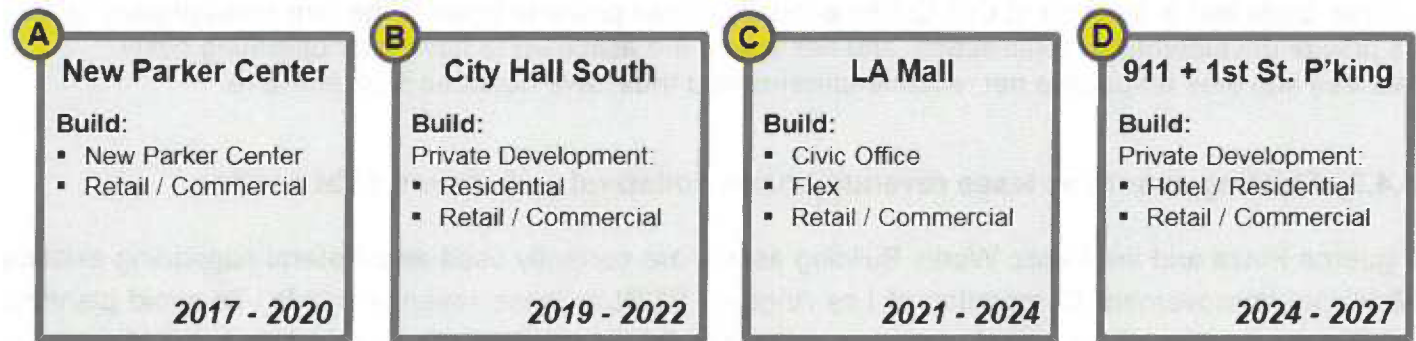 A
New Parker Center
Build:
▪ New Parker Center
▪ Retail / Commercial
2017 - 2020
B
City Hall South
Build:
Private Development:
▪ Residential
▪ Retail / Commercial
2019 - 2022
C
LA Mall
Build:
▪ Civic Office
▪ Flex
▪ Retail / Commercial
2021 - 2024
D
911 + 1st St. P'king
Build:
Private Development:
▪ Hotel / Residential
▪ Retail / Commercial
2024 - 2027